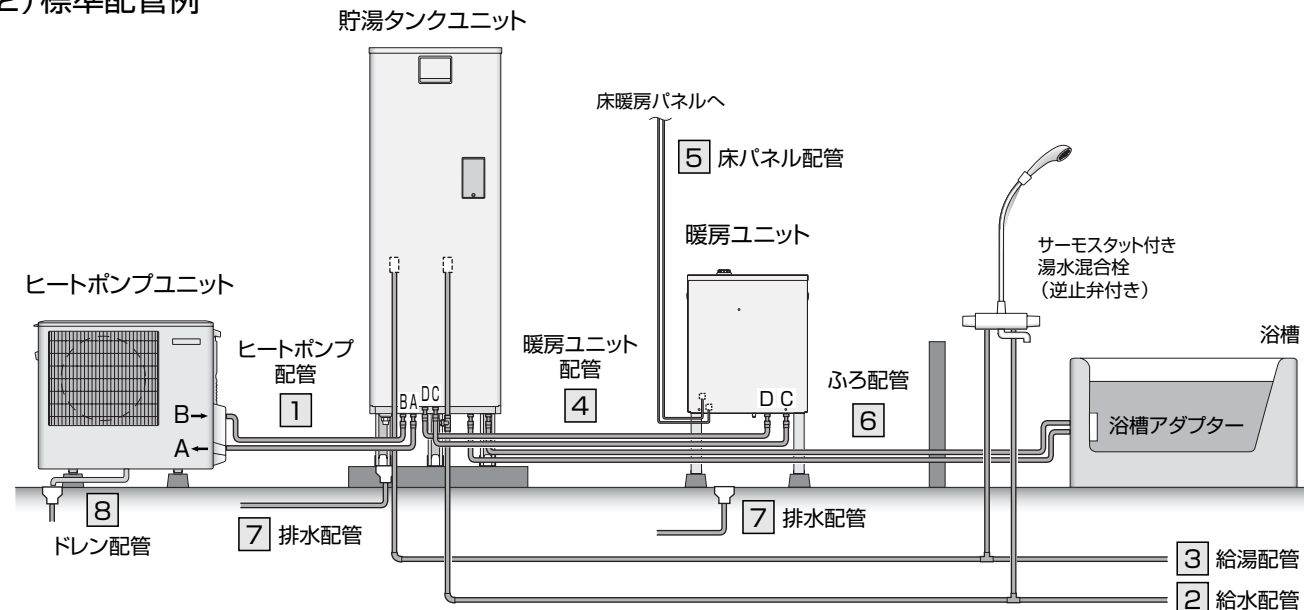 2）標準配管例
貯湯タンクユニット
床暖房パネルへ
5 床パネル配管
暖房ユニット
サーモスタット付き
湯水混合栓
（逆止弁付き）
ヒートポンプユニット
浴槽
ヒートポンプ
配管
1
暖房ユニット
配管
4
ふろ配管
6
B→
A←
BA DC
D C
浴槽アダプター
8
ドレン配管
7 排水配管
7 排水配管
3 給湯配管
2 給水配管